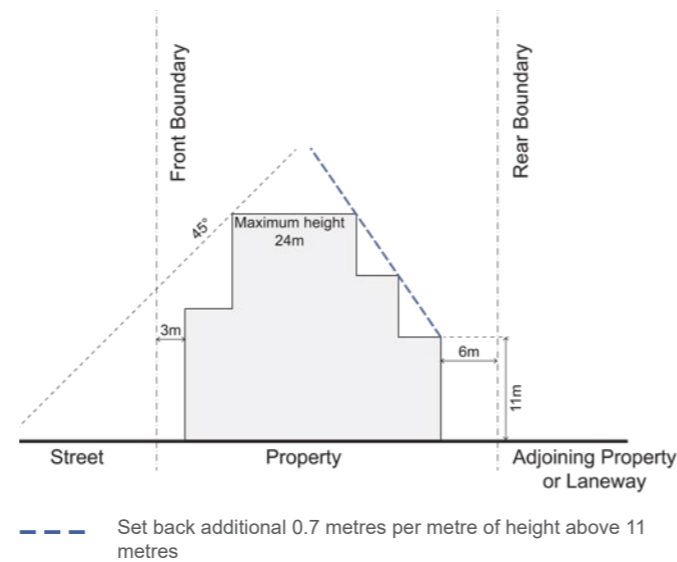 Front Boundary
Rear Boundary
45°
Maximum height
24m
3m
6m
11m
Street
Property
Adjoining Property
or Laneway
Set back additional 0.7 metres per metre of height above 11
metres